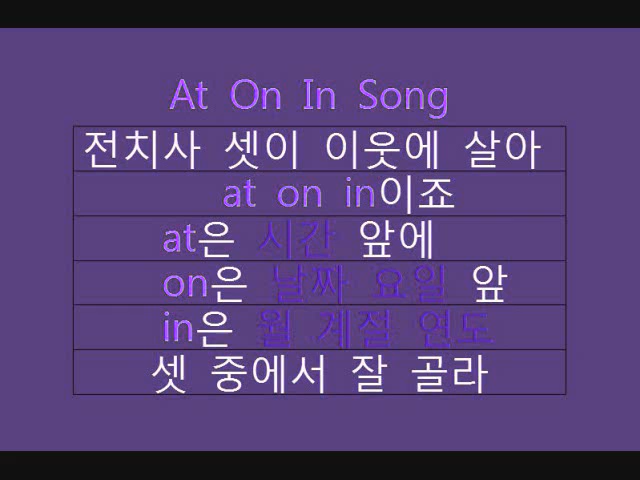 At On In Song
전치사 셋이 이웃에 살아
at on in이죠
at은 시간 앞에
on은 날짜 요일 앞
in은 월 계절 연도
셋 중에서 잘 골라